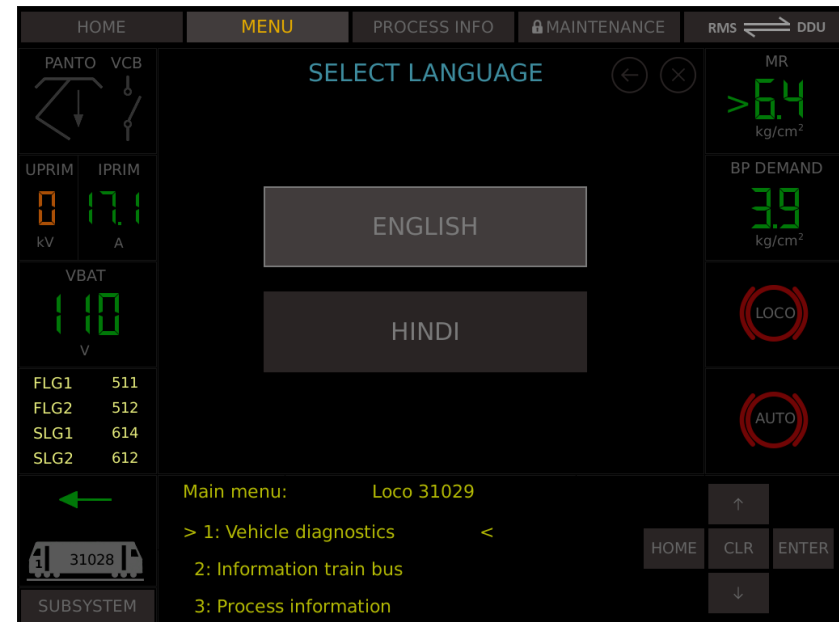 HOME MENU PROCESS INFO MAINTENANCE RMS DDU
PANTO VCB
SELECT LANGUAGE
MR
>6.4
kg/cm²
UPRIM IPRIM
0 17.1
kV A
BP DEMAND
3.9
kg/cm²
ENGLISH
VBAT
110
V
HINDI
LOCO
FLG1 511
FLG2 512
SLG1 614
SLG2 612
AUTO
Main menu: Loco 31029
> 1: Vehicle diagnostics <
2: Information train bus
3: Process information
1 31028
SUBSYSTEM
↑
HOME CLR ENTER
↓